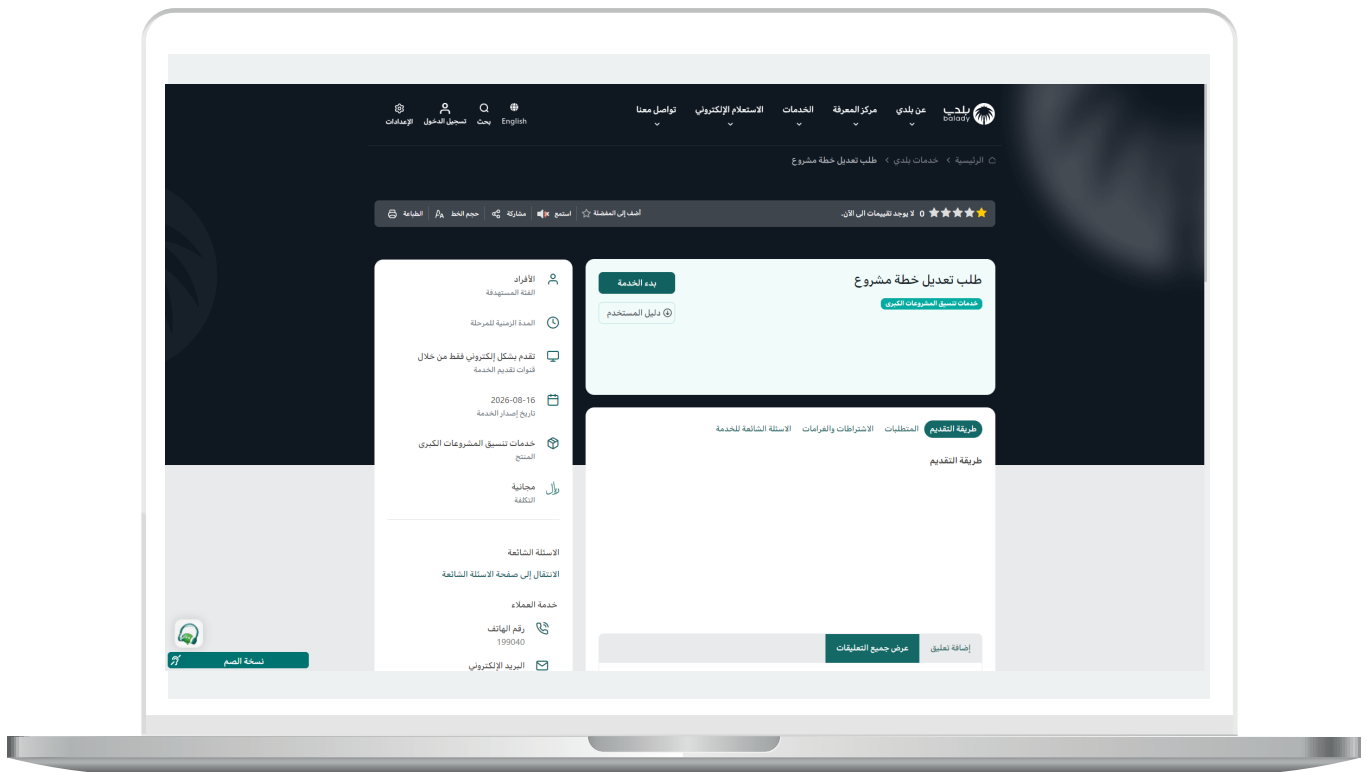 بلدي
balady
عن بلدي
مركز المعرفة
الخدمات
الاستعلام الإلكتروني
تواصل معنا
English
بحث
تسجيل الدخول
الإعدادات
الرئيسية > خدمات بلدي > طلب تعديل خطة مشروع
0 لا يوجد تقييمات الى الآن.
أضف إلى المفضلة
استمع
مشاركة
حجم الخط
الطباعة
طلب تعديل خطة مشروع
خدمات تنسيق المشروعات الكبرى
بدء الخدمة
دليل المستخدم
طريقة التقديم
المتطلبات
الاشتراطات والغرامات
الاسئلة الشائعة للخدمة
طريقة التقديم
إضافة تعليق
عرض جميع التعليقات
الأفراد
الفئة المستهدفة
المدة الزمنية للمرحلة
تقدم بشكل إلكتروني فقط من خلال
قنوات تقديم الخدمة
2026-08-16
تاريخ إصدار الخدمة
خدمات تنسيق المشروعات الكبرى
المنتج
مجانية
التكلفة
الاسئلة الشائعة
الانتقال إلى صفحة الاسئلة الشائعة
خدمة العملاء
رقم الهاتف
199040
البريد الإلكتروني
نسخة الصم